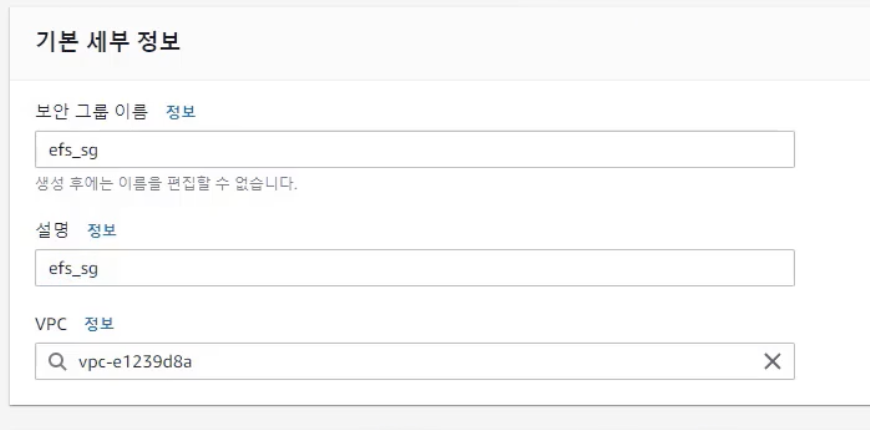 기본 세부 정보
보안 그룹 이름 정보
efs_sg
생성 후에는 이름을 편집할 수 없습니다.
설명 정보
efs_sg
VPC 정보
vpc-e1239d8a